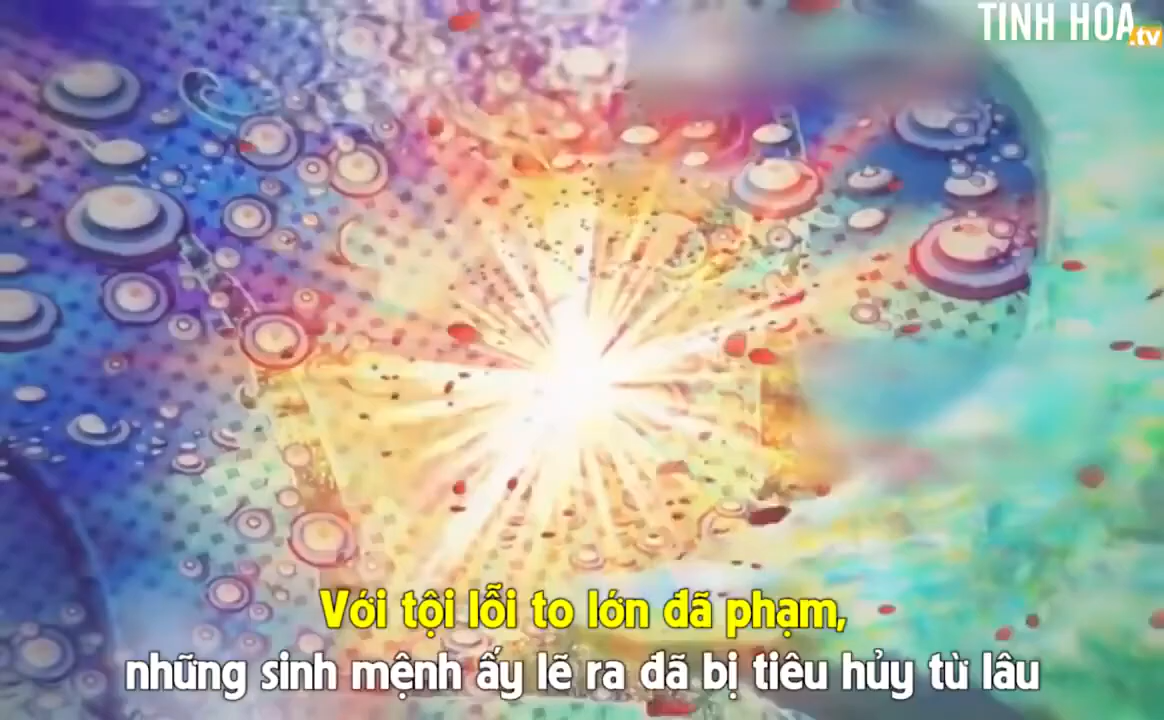 TINH HOA.tv
Với tội lỗi to lớn đã phạm,
những sinh mệnh ấy lẽ ra đã bị tiêu hủy từ lâu